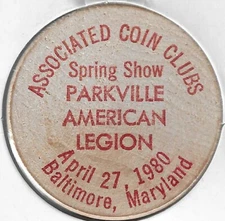 ASSOCIATED COIN CLUBS
Spring Show
PARKVILLE
AMERICAN
LEGION
April 27, 1980
Baltimore, Maryland